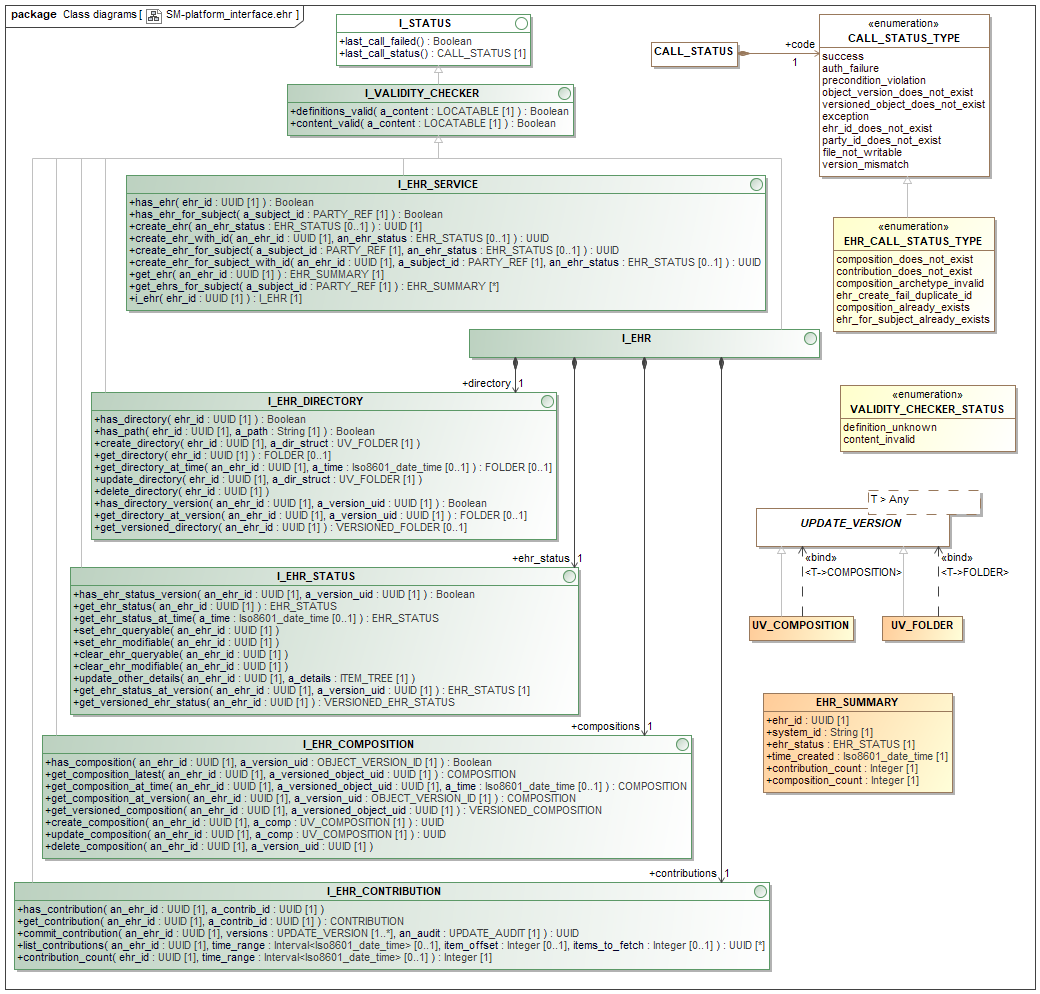 package Class diagrams [ SM-platform_interface.ehr ]
I_STATUS
+last_call_failed() : Boolean
+last_call_status() : CALL_STATUS [1]
I_VALIDITY_CHECKER
+definitions_valid( a_content : LOCATABLE [1] ) : Boolean
+content_valid( a_content : LOCATABLE [1] ) : Boolean
CALL_STATUS
+code
1
«enumeration»
CALL_STATUS_TYPE
success
auth_failure
precondition_violation
object_version_does_not_exist
versioned_object_does_not_exist
exception
ehr_id_does_not_exist
party_id_does_not_exist
file_not_writable
version_mismatch
I_EHR_SERVICE
+has_ehr( ehr_id : UUID [1] ) : Boolean
+has_ehr_for_subject( a_subject_id : PARTY_REF [1] ) : Boolean
+create_ehr( an_ehr_status : EHR_STATUS [0..1] ) : UUID [1]
+create_ehr_with_id( an_ehr_id : UUID [1], an_ehr_status : EHR_STATUS [0..1] ) : UUID
+create_ehr_for_subject( a_subject_id : PARTY_REF [1], an_ehr_status : EHR_STATUS [0..1] ) : UUID
+create_ehr_for_subject_with_id( an_ehr_id : UUID [1], a_subject_id : PARTY_REF [1], an_ehr_status : EHR_STATUS [0..1] ) : UUID
+get_ehr( an_ehr_id : UUID [1] ) : EHR_SUMMARY [1]
+get_ehrs_for_subject( a_subject_id : PARTY_REF [1] ) : EHR_SUMMARY [*]
+i_ehr( ehr_id : UUID [1] ) : I_EHR [1]
«enumeration»
EHR_CALL_STATUS_TYPE
composition_does_not_exist
contribution_does_not_exist
composition_archetype_invalid
ehr_create_fail_duplicate_id
composition_already_exists
ehr_for_subject_already_exists
I_EHR
+directory 1
I_EHR_DIRECTORY
+has_directory( ehr_id : UUID [1] ) : Boolean
+has_path( ehr_id : UUID [1], a_path : String [1] ) : Boolean
+create_directory( ehr_id : UUID [1], a_dir_struct : UV_FOLDER [1] )
+get_directory( ehr_id : UUID [1] ) : FOLDER [0..1]
+get_directory_at_time( an_ehr_id : UUID [1], a_time : Iso8601_date_time [0..1] ) : FOLDER [0..1]
+update_directory( ehr_id : UUID [1], a_dir_struct : UV_FOLDER [1] )
+delete_directory( ehr_id : UUID [1] )
+has_directory_version( an_ehr_id : UUID [1], a_version_uid : UUID [1] ) : Boolean
+get_directory_at_version( an_ehr_id : UUID [1], a_version_uid : UUID [1] ) : FOLDER [0..1]
+get_versioned_directory( an_ehr_id : UUID [1] ) : VERSIONED_FOLDER [0..1]
«enumeration»
VALIDITY_CHECKER_STATUS
definition_unknown
content_invalid
T > Any
UPDATE_VERSION
«bind»
<T->COMPOSITION>
«bind»
<T->FOLDER>
UV_COMPOSITION
UV_FOLDER
+ehr_status 1
I_EHR_STATUS
+has_ehr_status_version( an_ehr_id : UUID [1], a_version_uid : UUID [1] ) : Boolean
+get_ehr_status( an_ehr_id : UUID [1] ) : EHR_STATUS
+get_ehr_status_at_time( a_time : Iso8601_date_time [0..1] ) : EHR_STATUS
+set_ehr_queryable( an_ehr_id : UUID [1] )
+set_ehr_modifiable( an_ehr_id : UUID [1] )
+clear_ehr_queryable( an_ehr_id : UUID [1] )
+clear_ehr_modifiable( an_ehr_id : UUID [1] )
+update_other_details( an_ehr_id : UUID [1], a_details : ITEM_TREE [1] )
+get_ehr_status_at_version( an_ehr_id : UUID [1], a_version_uid : UUID [1] ) : EHR_STATUS [1]
+get_versioned_ehr_status( an_ehr_id : UUID [1] ) : VERSIONED_EHR_STATUS
EHR_SUMMARY
+ehr_id : UUID [1]
+system_id : String [1]
+ehr_status : EHR_STATUS [1]
+time_created : Iso8601_date_time [1]
+contribution_count : Integer [1]
+composition_count : Integer [1]
+compositions 1
I_EHR_COMPOSITION
+has_composition( an_ehr_id : UUID [1], a_version_uid : OBJECT_VERSION_ID [1] ) : Boolean
+get_composition_latest( an_ehr_id : UUID [1], a_versioned_object_uid : UUID [1] ) : COMPOSITION
+get_composition_at_time( an_ehr_id : UUID [1], a_versioned_object_uid : UUID [1], a_time : Iso8601_date_time [0..1] ) : COMPOSITION
+get_composition_at_version( an_ehr_id : UUID [1], a_version_uid : OBJECT_VERSION_ID [1] ) : COMPOSITION
+get_versioned_composition( an_ehr_id : UUID [1], a_versioned_object_uid : UUID [1] ) : VERSIONED_COMPOSITION
+create_composition( an_ehr_id : UUID [1], a_comp : UV_COMPOSITION [1] ) : UUID
+update_composition( an_ehr_id : UUID [1], a_comp : UV_COMPOSITION [1] ) : UUID
+delete_composition( an_ehr_id : UUID [1], a_version_uid : UUID [1] )
+contributions 1
I_EHR_CONTRIBUTION
+has_contribution( an_ehr_id : UUID [1], a_contrib_id : UUID [1] )
+get_contribution( an_ehr_id : UUID [1], a_contrib_id : UUID [1] ) : CONTRIBUTION
+commit_contribution( an_ehr_id : UUID [1], versions : UPDATE_VERSION [1..*], an_audit : UPDATE_AUDIT [1] ) : UUID
+list_contributions( an_ehr_id : UUID [1], time_range : Interval<Iso8601_date_time> [0..1], item_offset : Integer [0..1], items_to_fetch : Integer [0..1] ) : UUID [*]
+contribution_count( ehr_id : UUID [1], time_range : Interval<Iso8601_date_time> [0..1] ) : Integer [1]